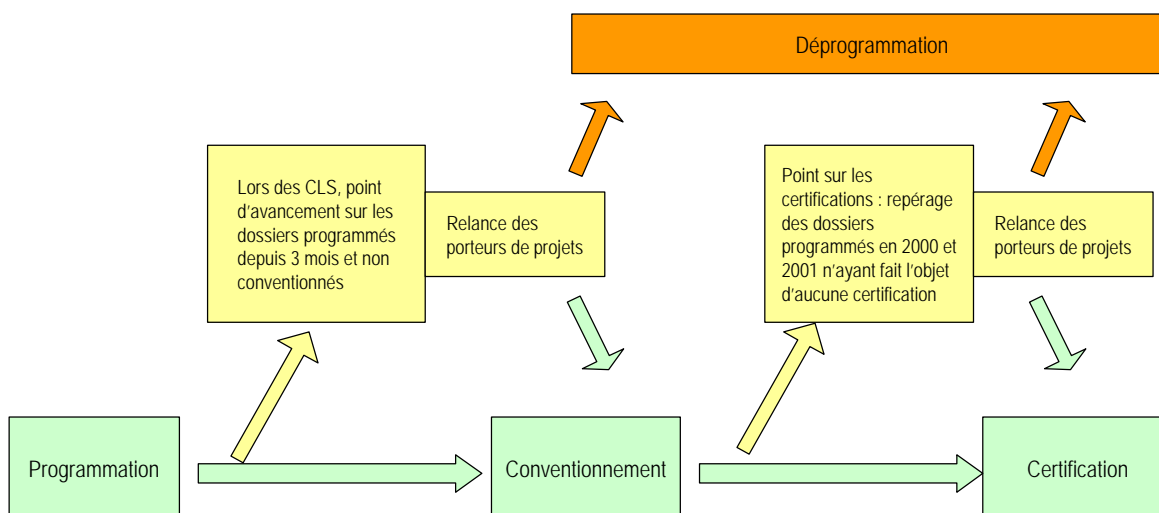 Déprogrammation
Lors des CLS, point
d’avancement sur les
dossiers programmés
depuis 3 mois et non
conventionnés
Relance des
porteurs de projets
Point sur les
certifications : repérage
des dossiers
programmés en 2000 et
2001 n’ayant fait l’objet
d’aucune certification
Relance des
porteurs de projets
Programmation
Conventionnement
Certification